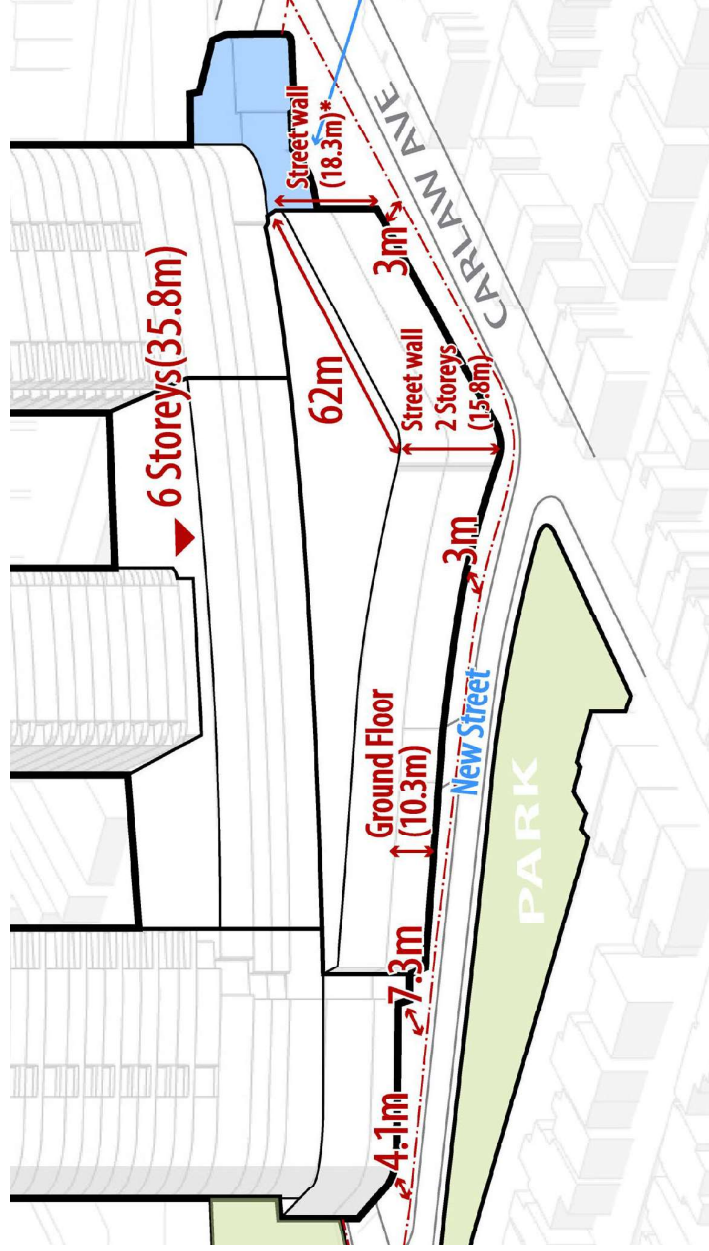 6 Storeys(35.8m)
Street wall
(18.3m)*
CARLAW AVE
3m
62m
Street wall
2 Storeys
(15.8m)
3m
Ground Floor
(10.3m)
New Street
7.3m
4.1m
PARK